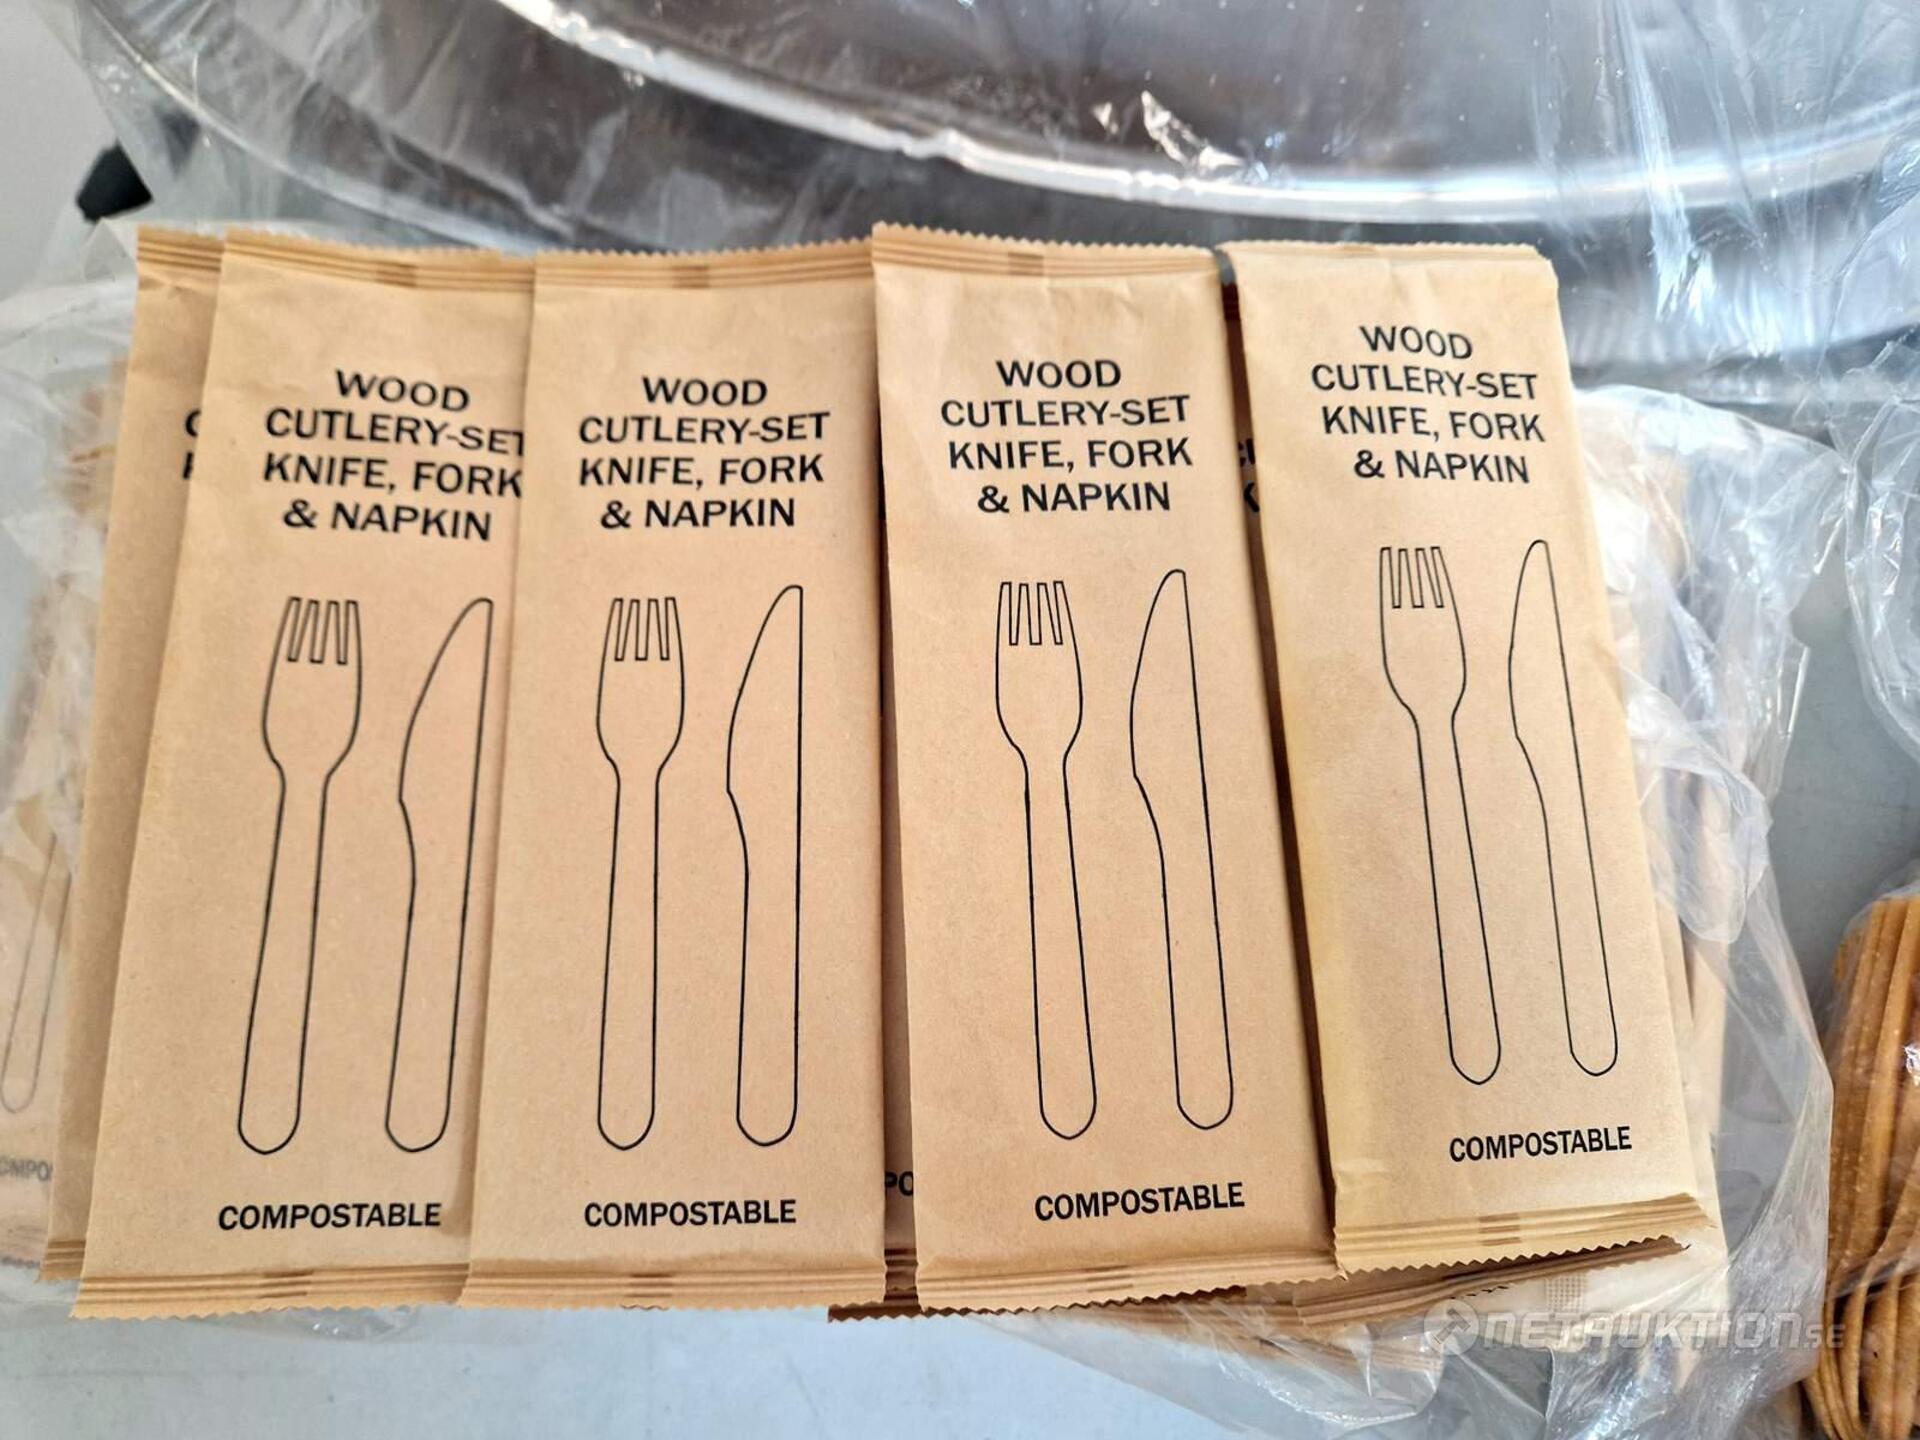 WOOD
CUTLERY-SET
KNIFE, FORK
& NAPKIN
COMPOSTABLE
WOOD
CUTLERY-SET
KNIFE, FORK
& NAPKIN
COMPOSTABLE
WOOD
CUTLERY-SET
KNIFE, FORK
& NAPKIN
COMPOSTABLE
WOOD
CUTLERY-SET
KNIFE, FORK
& NAPKIN
COMPOSTABLE
NETAUKTION.SE